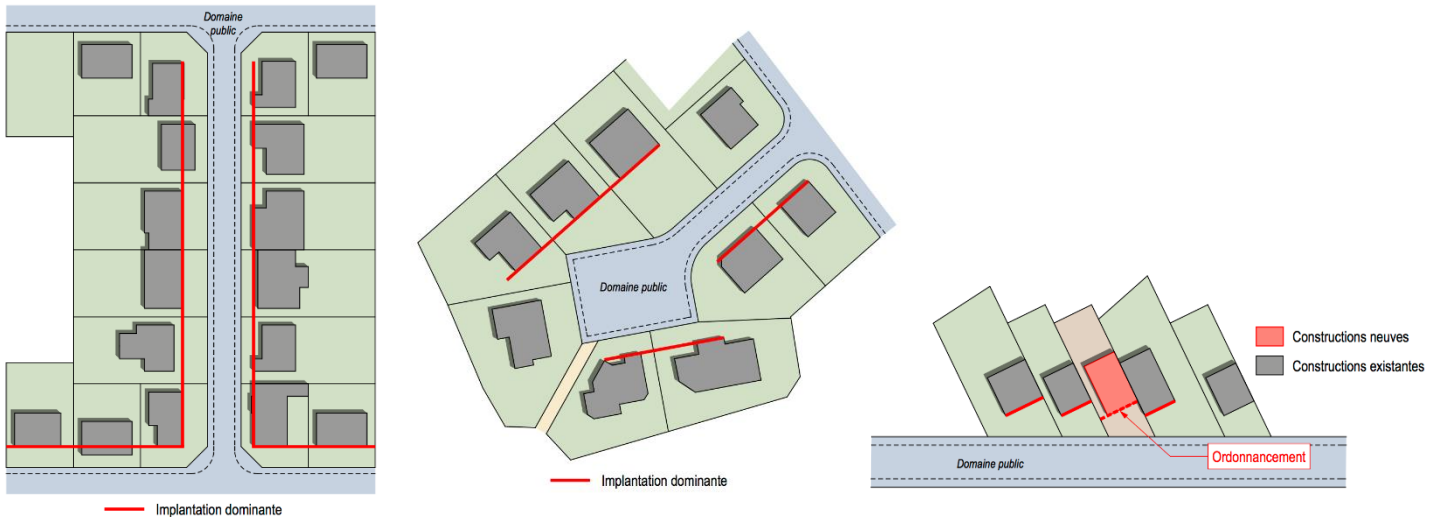 Domaine
public
Implantation dominante
Domaine public
Implantation dominante
Constructions neuves
Constructions existantes
Ordonnancement
Domaine public